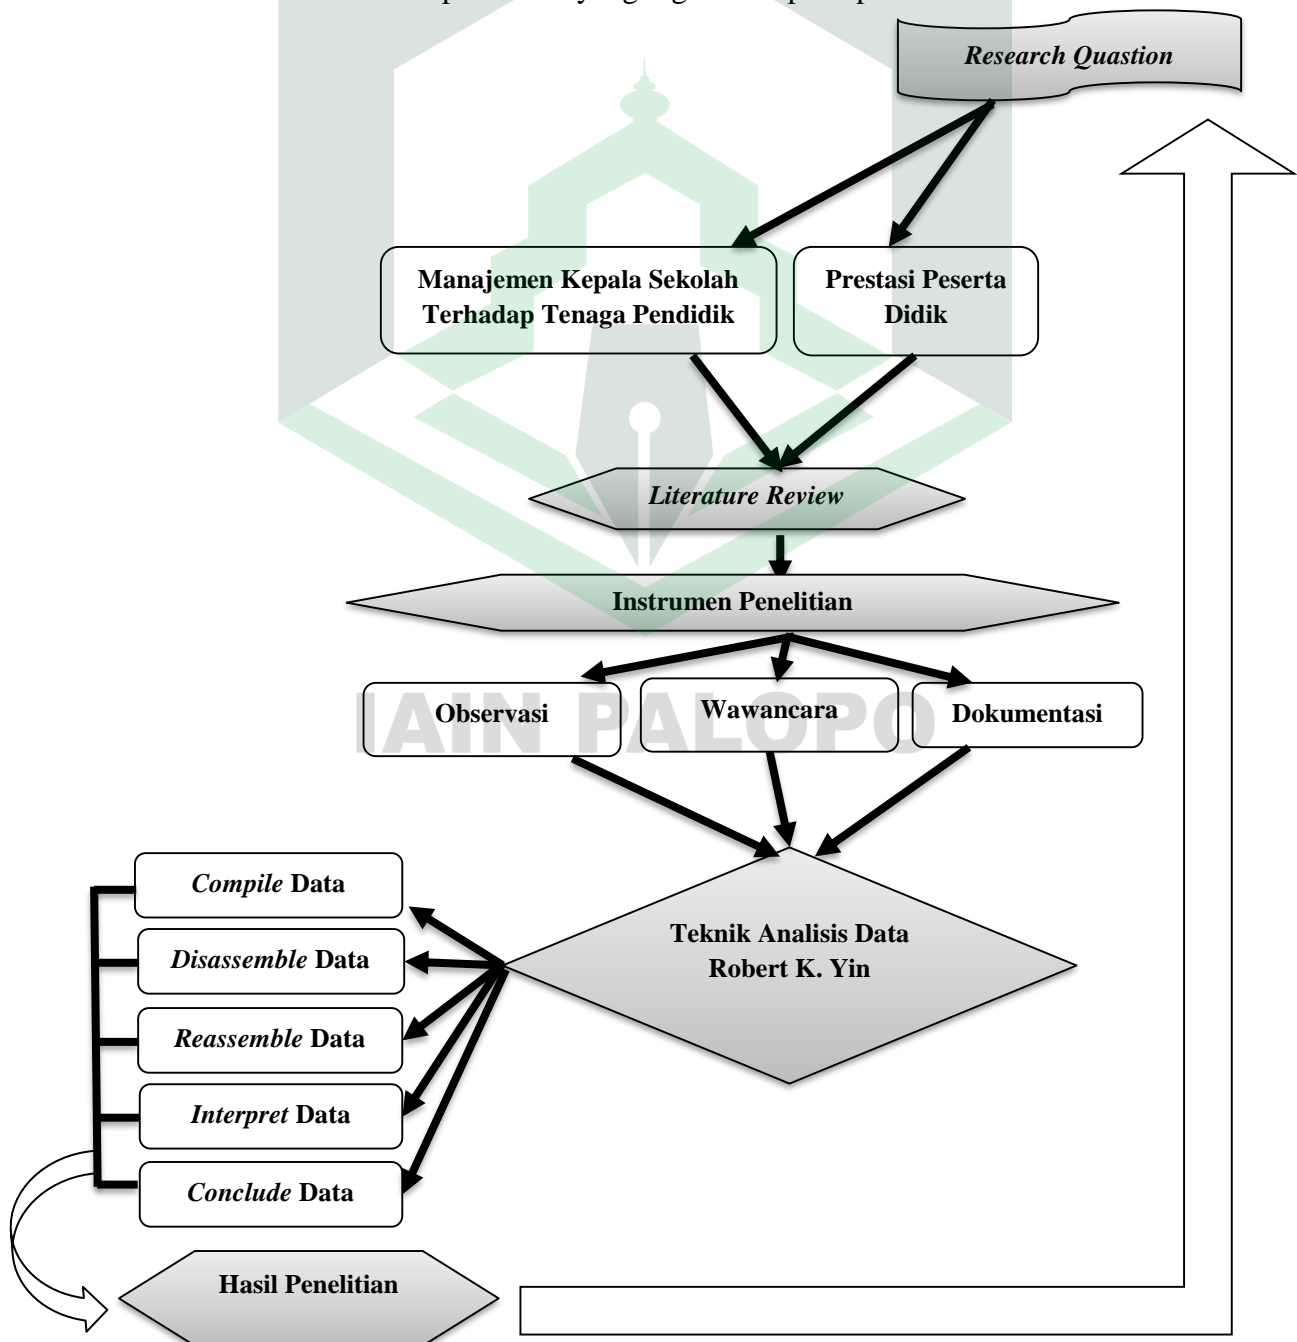 Research Quastion
Manajemen Kepala Sekolah
Terhadap Tenaga Pendidik
Prestasi Peserta
Didik
Literature Review
Instrumen Penelitian
Observasi
Wawancara
Dokumentasi
IAIN PALOPO
Teknik Analisis Data
Robert K. Yin
Compile Data
Disassemble Data
Reassemble Data
Interpret Data
Conclude Data
Hasil Penelitian